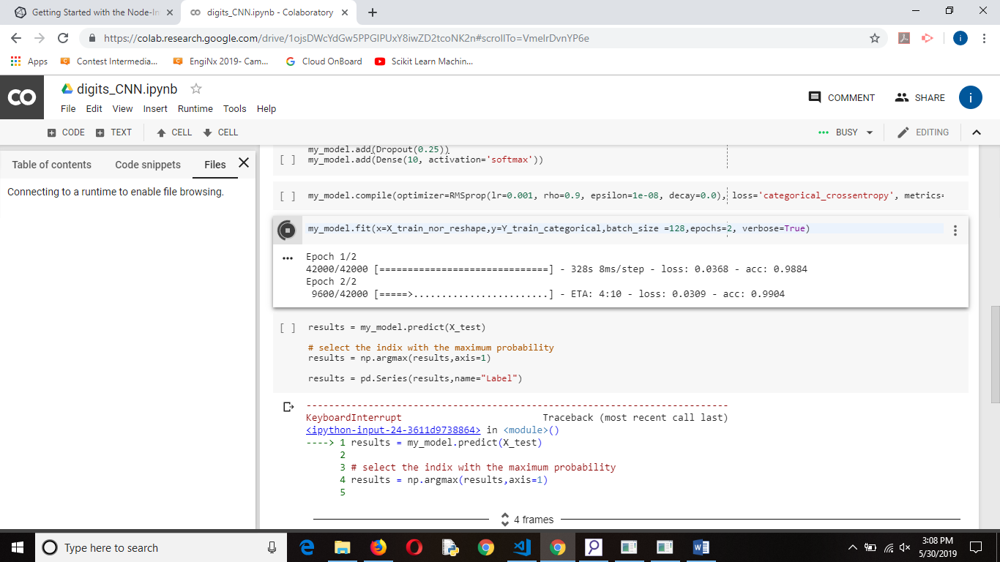 Getting Started with the Node-In
digits_CNN.ipynb - Colaboratory
https://colab.research.google.com/drive/1ojsDWcYdGw5PPGlPUxY8iwZD2tcoNK2n#scrollTo=VmelrDvnYP6e
i
Apps Contest Intermedia... EngiNx 2019- Cam... Cloud OnBoard Scikit Learn Machin...
CO
digits_CNN.ipynb
COMMENT SHARE i
File Edit View Insert Runtime Tools Help
CODE TEXT CELL CELL BUSY EDITING
Table of contents Code snippets Files
Connecting to a runtime to enable file browsing.
my_model.add(Dropout(0.25))
[ ] my_model.add(Dense(10, activation='softmax'))
[ ] my_model.compile(optimizer=RMSprop(lr=0.001, rho=0.9, epsilon=1e-08, decay=0.0), loss='categorical_crossentropy', metrics=
my_model.fit(x=X_train_nor_reshape,y=Y_train_categorical,batch_size =128,epochs=2, verbose=True)
Epoch 1/2
42000/42000 [==============================] - 328s 8ms/step - loss: 0.0368 - acc: 0.9884
Epoch 2/2
9600/42000 [=====>........................] - ETA: 4:10 - loss: 0.0309 - acc: 0.9904
[ ] results = my_model.predict(X_test)
# select the indix with the maximum probability
results = np.argmax(results,axis=1)
results = pd.Series(results,name="Label")
---------------------------------------------------------------------------
KeyboardInterrupt Traceback (most recent call last)
<ipython-input-24-3611d9738864> in <module>()
----> 1 results = my_model.predict(X_test)
2
3 # select the indix with the maximum probability
4 results = np.argmax(results,axis=1)
5
4 frames
Type here to search
3:08 PM
5/30/2019